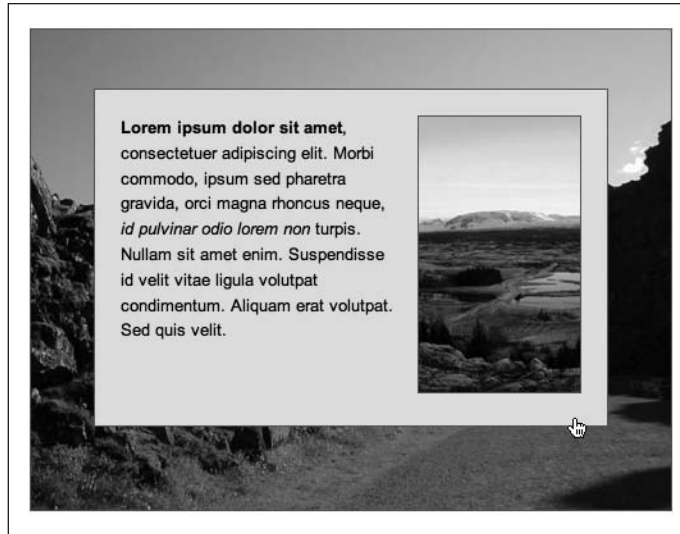 Lorem ipsum dolor sit amet,
consectetuer adipiscing elit. Morbi
commodo, ipsum sed pharetra
gravida, orci magna rhoncus neque,
id pulvinar odio lorem non turpis.
Nullam sit amet enim. Suspendisse
id velit vitae ligula volutpat
condimentum. Aliquam erat volutpat.
Sed quis velit.